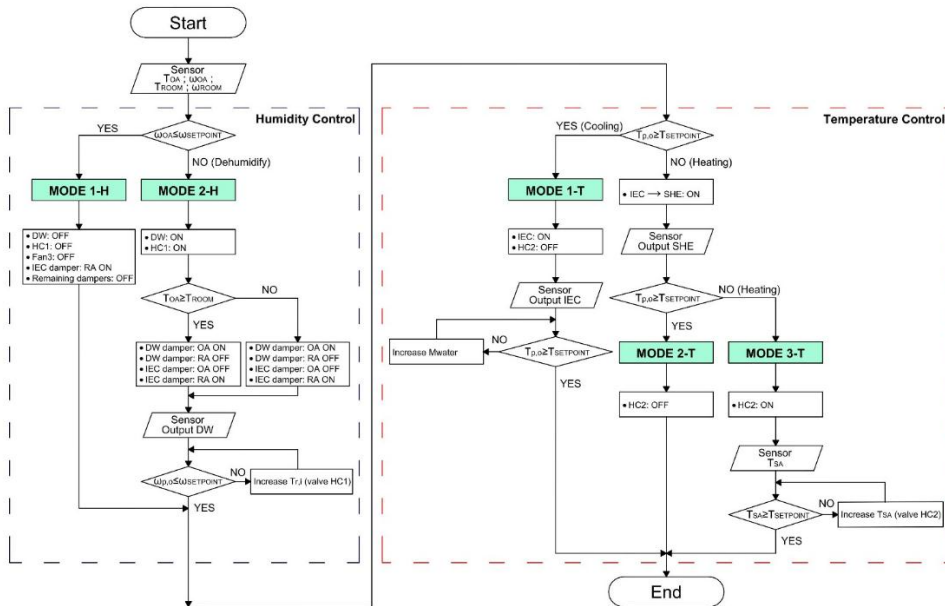 Start
Sensor
TOA ; ωOA ;
TROOM ; ωROOM
Humidity Control
YES
ωOA≤ωSETPOINT
NO (Dehumidify)
MODE 1-H
MODE 2-H
• DW: OFF
• HC1: OFF
• Fan3: OFF
• IEC damper: RA ON
• Remaining dampers: OFF
• DW: ON
• HC1: ON
TOA≥TROOM
NO
YES
• DW damper: OA ON
• DW damper: RA OFF
• IEC damper: OA OFF
• IEC damper: RA ON
• DW damper: OA OFF
• DW damper: RA ON
• IEC damper: OA OFF
• IEC damper: RA ON
Sensor
Output DW
ωp,o≤ωSETPOINT
NO
Increase Tr,i (valve HC1)
YES
Temperature Control
YES (Cooling)
Tp,o≥TSETPOINT
NO (Heating)
MODE 1-T
• IEC → SHE: ON
• IEC: ON
• HC2: OFF
Sensor
Output SHE
Sensor
Output IEC
Tp,o≥TSETPOINT
NO (Heating)
YES
Increase Mwater
NO
Tp,o≥TSETPOINT
YES
MODE 2-T
MODE 3-T
• HC2: OFF
• HC2: ON
Sensor
TSA
TSA≥TSETPOINT
NO
Increase TSA (valve HC2)
YES
End